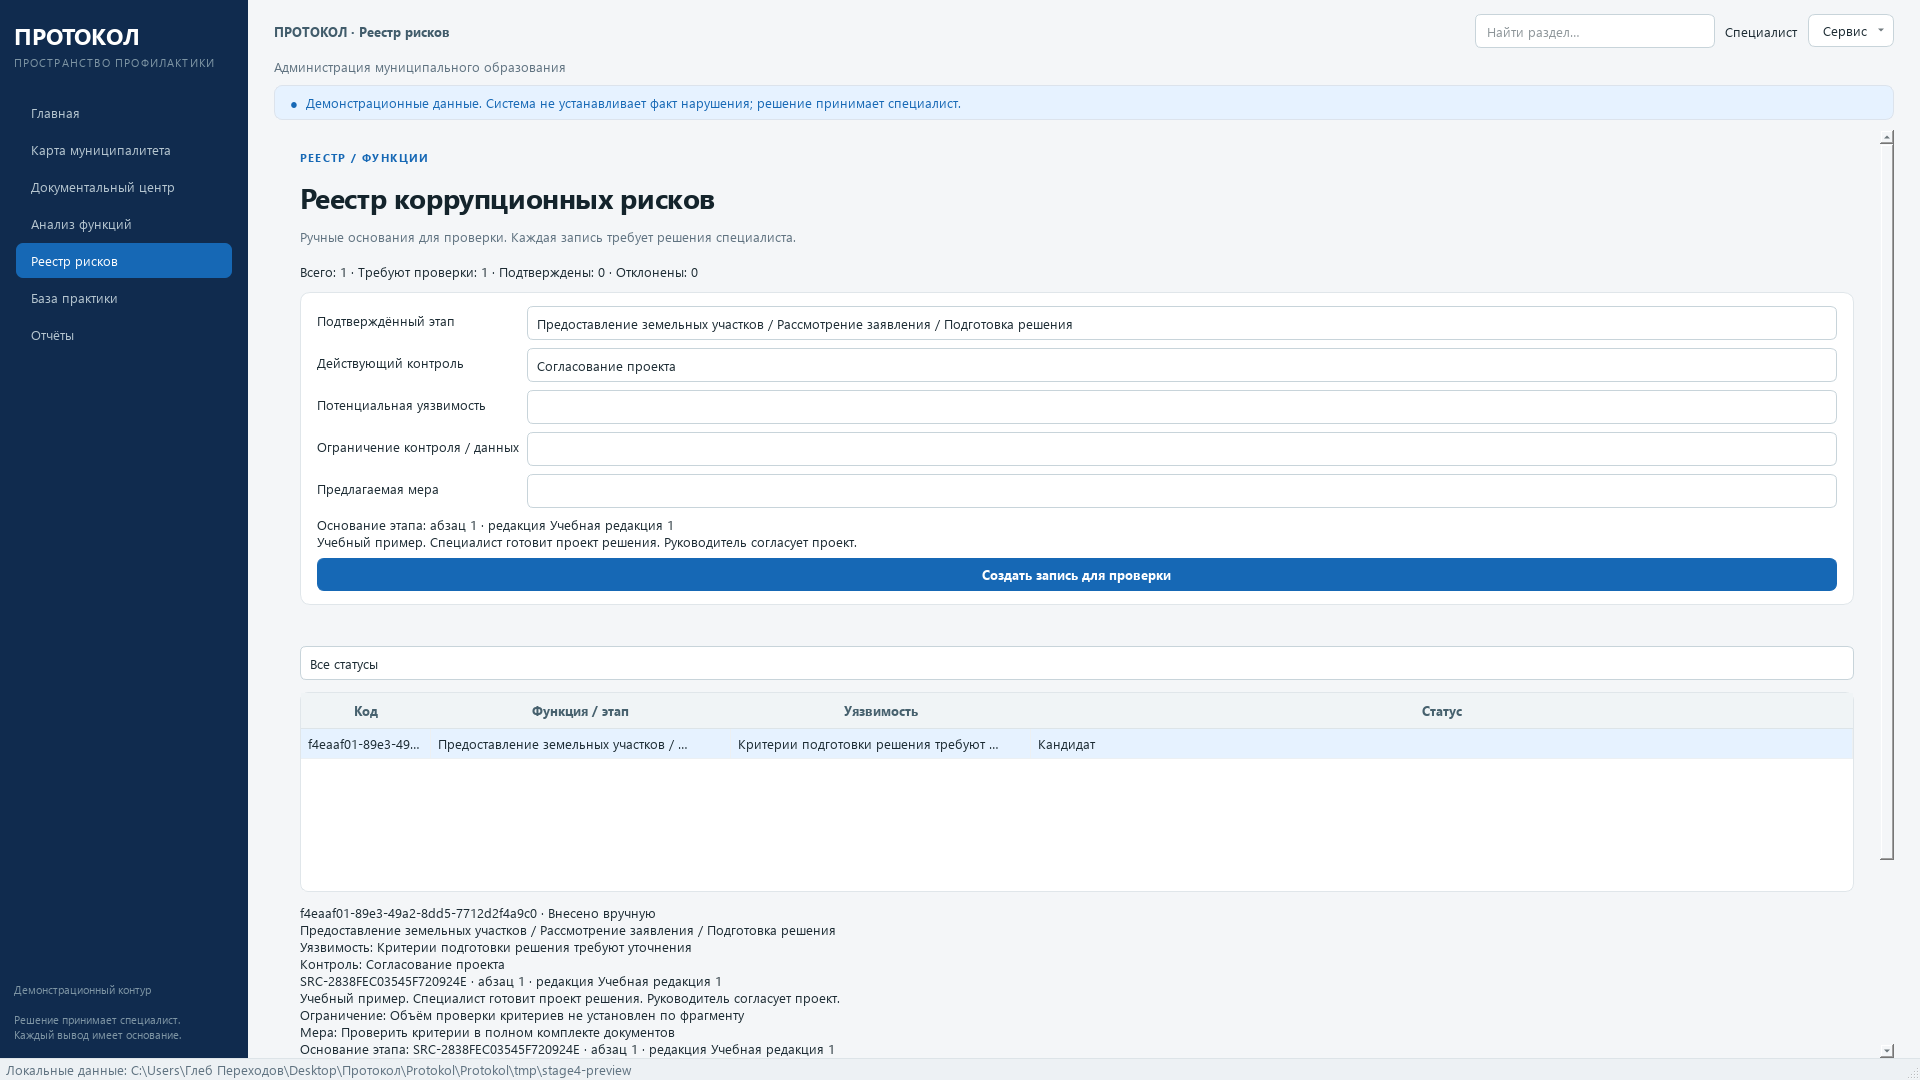 ПРОТОКОЛ
ПРОСТРАНСТВО ПРОФИЛАКТИКИ
Главная
Карта муниципалитета
Документальный центр
Анализ функций
Реестр рисков
База практики
Отчёты
Демонстрационный контур
Решение принимает специалист.
Каждый вывод имеет основание.
ПРОТОКОЛ · Реестр рисков
Найти раздел...
Специалист
Сервис
Администрация муниципального образования
● Демонстрационные данные. Система не устанавливает факт нарушения; решение принимает специалист.
РЕЕСТР / ФУНКЦИИ
Реестр коррупционных рисков
Ручные основания для проверки. Каждая запись требует решения специалиста.
Всего: 1 · Требуют проверки: 1 · Подтверждены: 0 · Отклонены: 0
Подтверждённый этап
Предоставление земельных участков / Рассмотрение заявления / Подготовка решения
Действующий контроль
Согласование проекта
Потенциальная уязвимость
Ограничение контроля / данных
Предлагаемая мера
Основание этапа: абзац 1 · редакция Учебная редакция 1
Учебный пример. Специалист готовит проект решения. Руководитель согласует проект.
Создать запись для проверки
Все статусы
Код Функция / этап Уязвимость Статус
f4eaaf01-89e3-49... Предоставление земельных участков / ... Критерии подготовки решения требуют ... Кандидат
f4eaaf01-89e3-49a2-8dd5-7712d2f4a9c0 · Внесено вручную
Предоставление земельных участков / Рассмотрение заявления / Подготовка решения
Уязвимость: Критерии подготовки решения требуют уточнения
Контроль: Согласование проекта
SRC-2838FEC03545F720924E · абзац 1 · редакция Учебная редакция 1
Учебный пример. Специалист готовит проект решения. Руководитель согласует проект.
Ограничение: Объём проверки критериев не установлен по фрагменту
Мера: Проверить критерии в полном комплекте документов
Основание этапа: SRC-2838FEC03545F720924E · абзац 1 · редакция Учебная редакция 1
Локальные данные: C:\Users\Глеб Переходов\Desktop\Протокол\Protokol\Protokol\tmp\stage4-preview